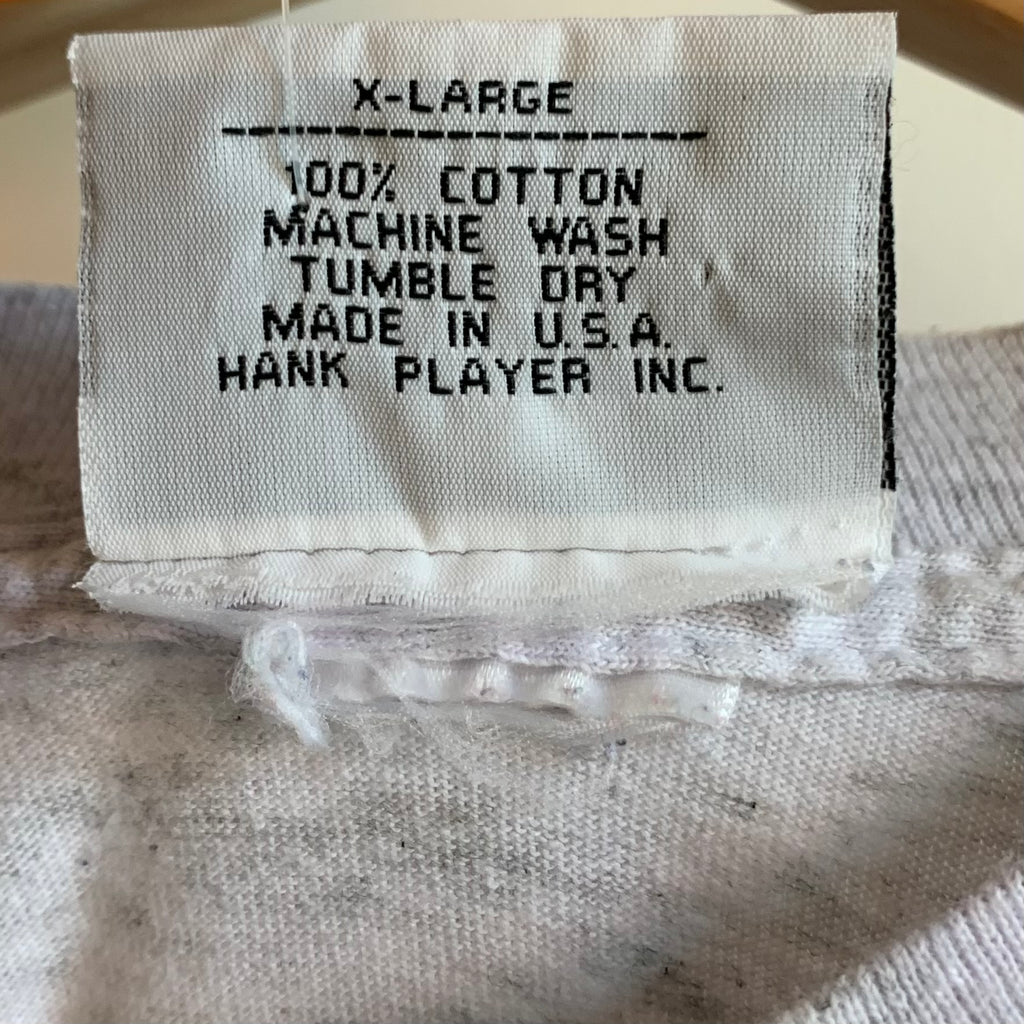 X-LARGE
100% COTTON
MACHINE WASH
TUMBLE DRY
MADE IN U.S.A.
HANK PLAYER INC.